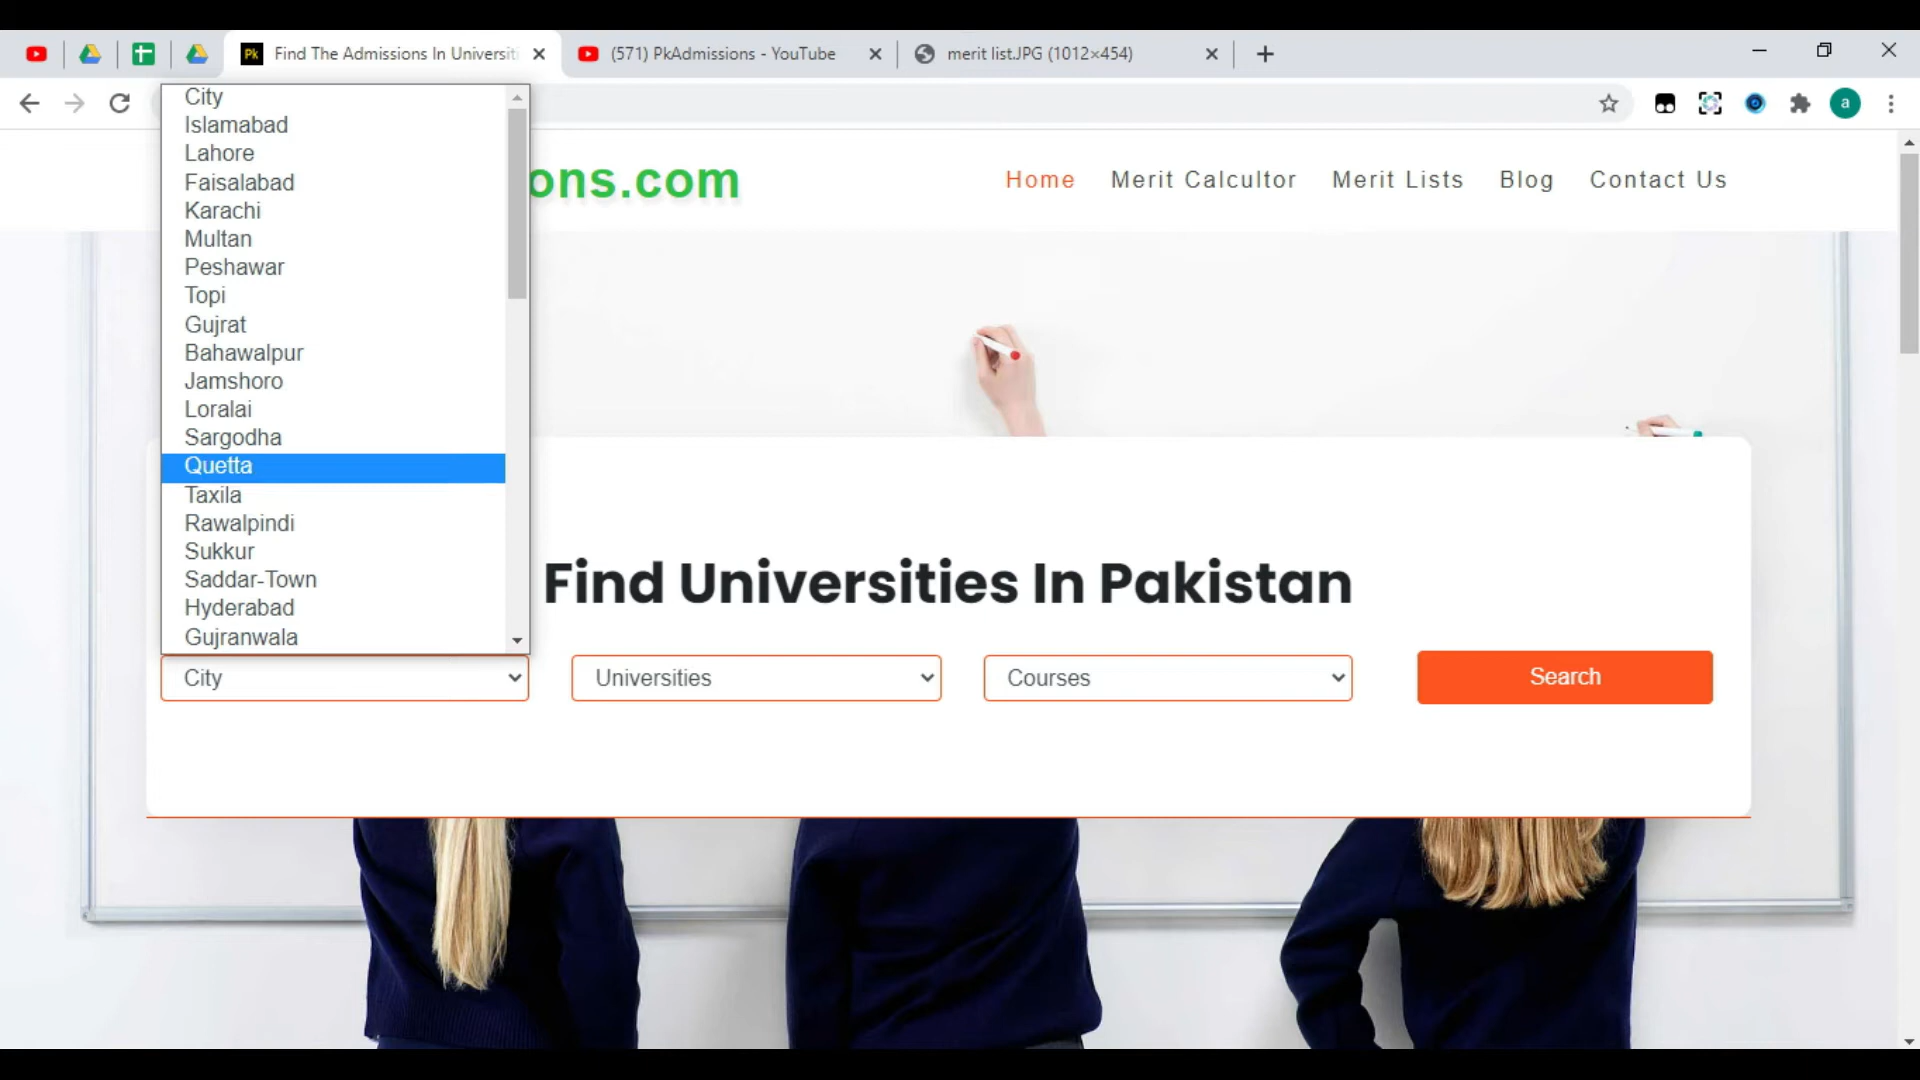 Pk Find The Admissions In Universiti
(571) PkAdmissions - YouTube
merit list.JPG (1012×454)
a
City
Islamabad
Lahore
Faisalabad
Karachi
Multan
Peshawar
Topi
Gujrat
Bahawalpur
Jamshoro
Loralai
Sargodha
Quetta
Taxila
Rawalpindi
Sukkur
Saddar-Town
Hyderabad
Gujranwala
ons.com
Home
Merit Calcultor
Merit Lists
Blog
Contact Us
Find Universities In Pakistan
City
Universities
Courses
Search